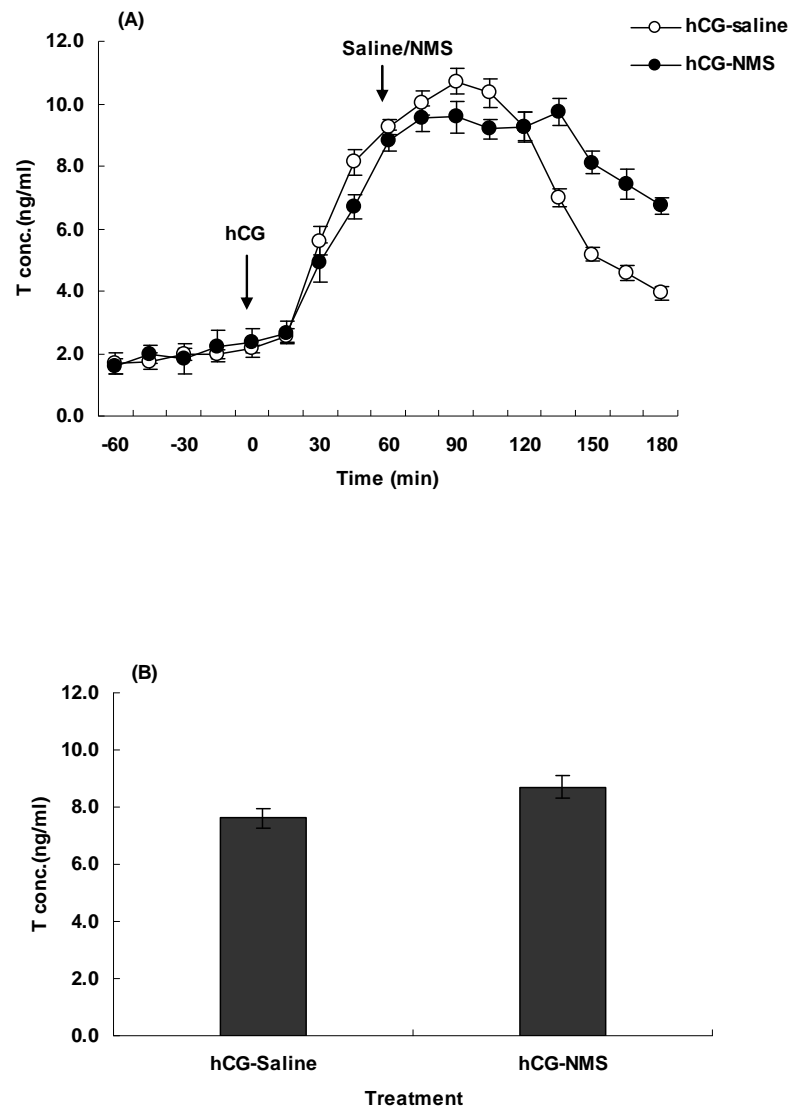 (A)
hCG-saline
hCG-NMS
Saline/NMS
hCG
12.0
10.0
8.0
6.0
4.0
2.0
0.0
T conc.(ng/ml)
-60 -30 0 30 60 90 120 150 180
Time (min)
(B)
12.0
10.0
8.0
6.0
4.0
2.0
0.0
T conc.(ng/ml)
hCG-Saline hCG-NMS
Treatment